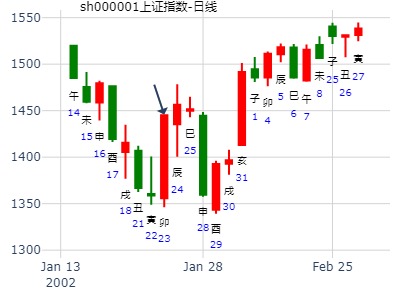 sh000001上证指数-日线
1550
1500
1450
1400
1350
1300
午
14
未
15
申
16
酉
17
戌
18
丑
21
寅
22
卯
23
辰
24
巳
25
申
28
酉
29
戌
30
亥
31
子
1
卯
4
辰
5
巳
6
午
7
未
8
子
25
丑
26
寅
27
Jan 13
2002
Jan 28
Feb 25